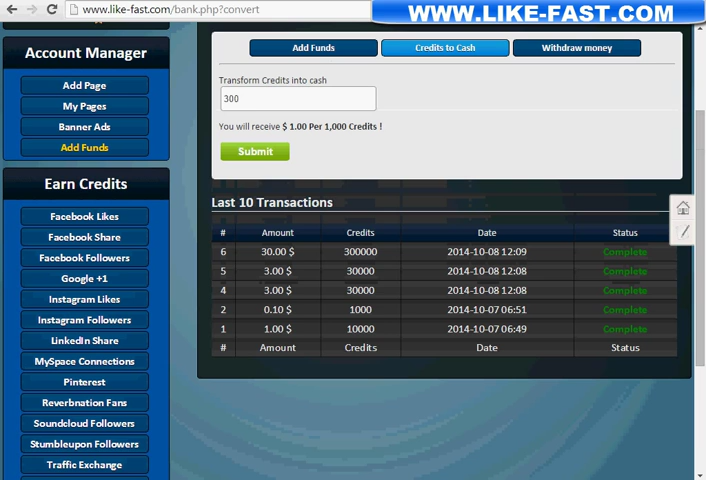 www.like-fast.com/bank.php?convert
WWW.LIKE-FAST.COM
Account Manager
Add Page
My Pages
Banner Ads
Add Funds
Earn Credits
Facebook Likes
Facebook Share
Facebook Followers
Google +1
Instagram Likes
Instagram Followers
LinkedIn Share
MySpace Connections
Pinterest
Reverbnation Fans
Soundcloud Followers
Stumbleupon Followers
Traffic Exchange
Add Funds Credits to Cash Withdraw money
Transform Credits into cash
300
You will receive $ 1.00 Per 1,000 Credits !
Submit
Last 10 Transactions
# Amount Credits Date Status
6 30.00 $ 300000 2014-10-08 12:09 Complete
5 3.00 $ 30000 2014-10-08 12:08 Complete
4 3.00 $ 30000 2014-10-08 12:08 Complete
2 0.10 $ 1000 2014-10-07 06:51 Complete
1 1.00 $ 10000 2014-10-07 06:49 Complete
# Amount Credits Date Status